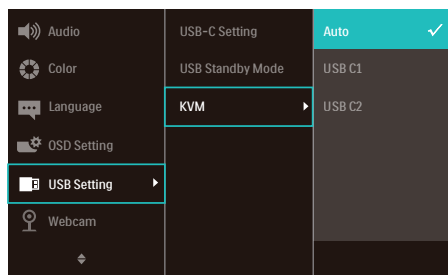 Audio
Color
Language
OSD Setting
USB Setting
Webcam
USB-C Setting
USB Standby Mode
KVM
Auto
USB C1
USB C2